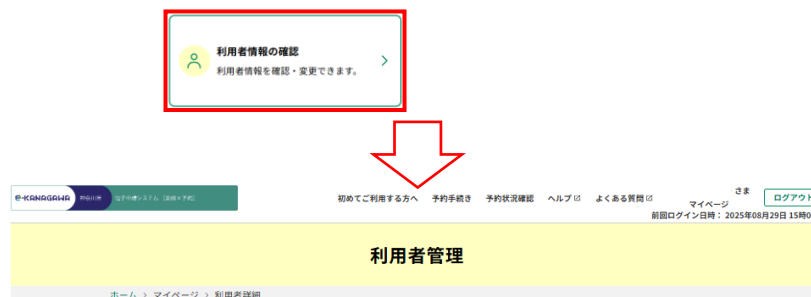 利用者情報の確認
利用者情報を確認・変更できます。
e-KANAGAWA 神奈川県 電子申請システム（面接×予約）
初めてご利用する方へ 予約手続き 予約状況確認 ヘルプ よくある質問 さま マイページ ログアウト
前回ログイン日時： 2025年08月29日 15時0
利用者管理
ホーム > マイページ > 利用者詳細